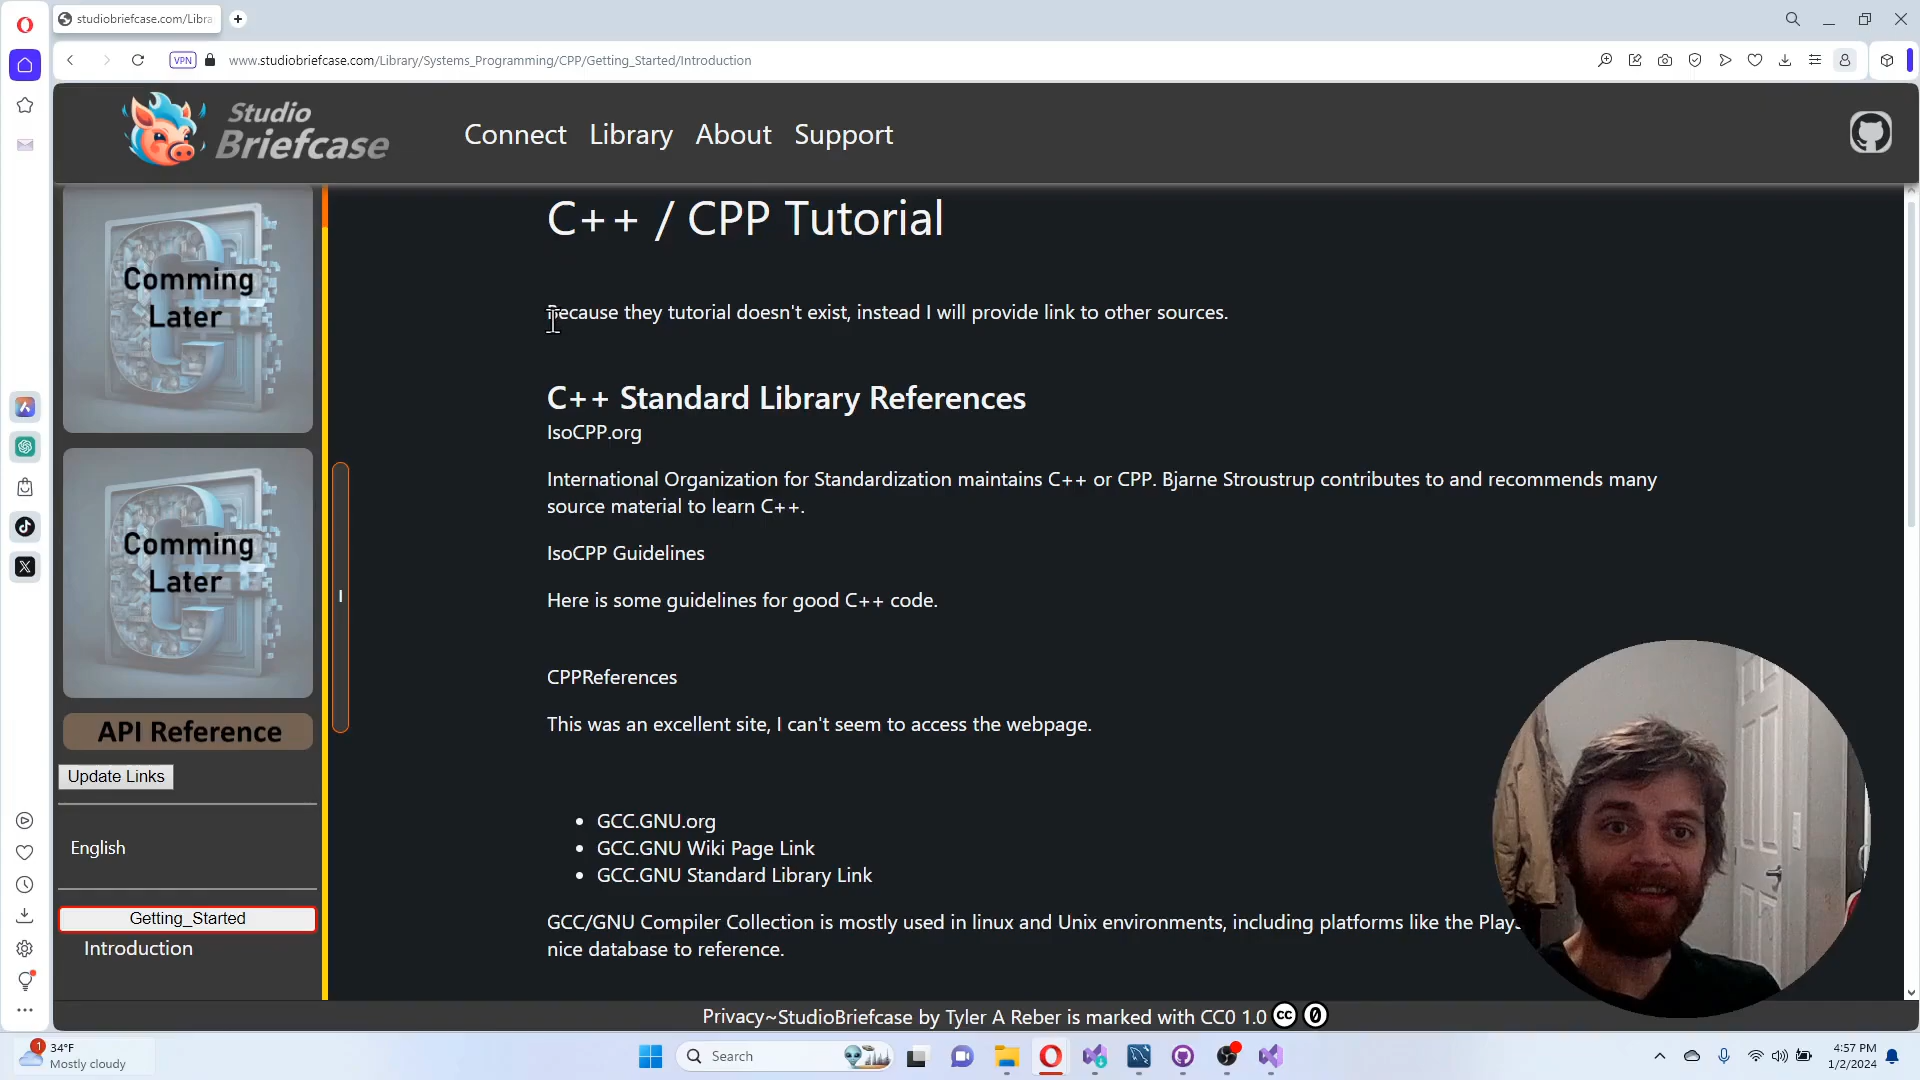 studiobriefcase.com/Libra
VPN
www.studiobriefcase.com/Library/Systems_Programming/CPP/Getting_Started/Introduction
Studio
Briefcase
Connect Library About Support
Comming
Later
Comming
Later
API Reference
Update Links
English
Getting_Started
Introduction
C++ / CPP Tutorial
Because they tutorial doesn't exist, instead I will provide link to other sources.
C++ Standard Library References
IsoCPP.org
International Organization for Standardization maintains C++ or CPP. Bjarne Stroustrup contributes to and recommends many
source material to learn C++.
IsoCPP Guidelines
Here is some guidelines for good C++ code.
CPPReferences
This was an excellent site, I can't seem to access the webpage.
• GCC.GNU.org
• GCC.GNU Wiki Page Link
• GCC.GNU Standard Library Link
GCC/GNU Compiler Collection is mostly used in linux and Unix environments, including platforms like the Plays
nice database to reference.
Privacy~StudioBriefcase by Tyler A Reber is marked with CC0 1.0
1
34°F
Mostly cloudy
Search
4:57 PM
1/2/2024